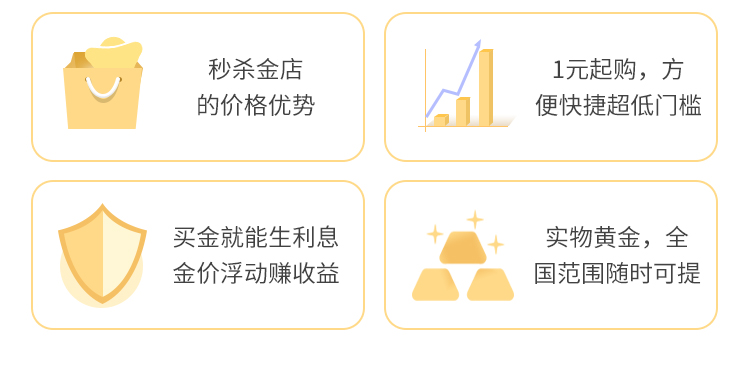 秒杀金店
的价格优势
1元起购，方
便快捷超低门槛
买金就能生利息
金价浮动赚收益
实物黄金，全
国范围随时可提